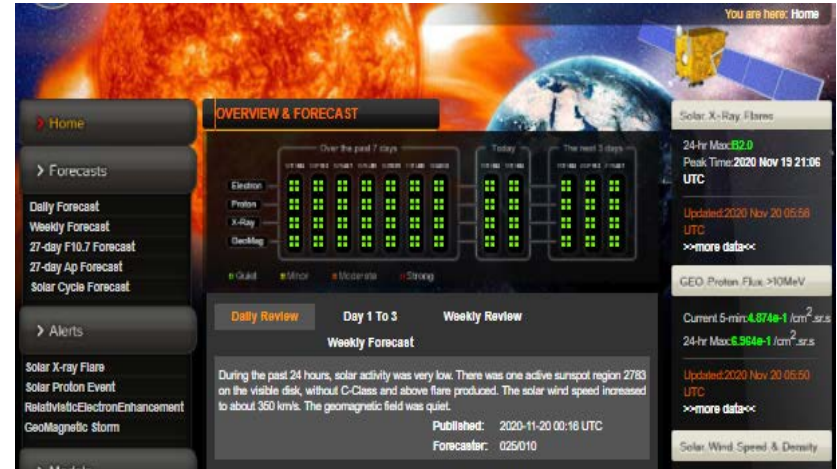 You are here: Home
> Home
> Forecasts
Daily Forecast
Weekly Forecast
27-day F10.7 Forecast
27-day Ap Forecast
Solar Cycle Forecast
> Alerts
Solar X-ray Flare
Solar Proton Event
RelativisticElectronEnhancement
GeoMagnetic Storm
OVERVIEW & FORECAST
Over the past 7 days
Today
The next 3 days
Electron
Proton
X-Ray
GeoMag
Quiet Minor Moderate Strong
Daily Review Day 1 To 3 Weekly Review
Weekly Forecast
During the past 24 hours, solar activity was very low. There was one active sunspot region 2783
on the visible disk, without C-Class and above flare produced. The solar wind speed increased
to about 350 km/s. The geomagnetic field was quiet.
Published: 2020-11-20 00:16 UTC
Forecaster: 025/010
Solar X-Ray Flares
24-hr Max:B2.0
Peak Time:2020 Nov 19 21:06
UTC
Updated:2020 Nov 20 05:56
UTC
>>more data<<
GEO Proton Flux >10MeV
Current 5-min:4.874e-1 /cm².sr.s
24-hr Max:6.564e-1 /cm².sr.s
Updated:2020 Nov 20 05:50
UTC
>>more data<<
Solar Wind Speed & Density